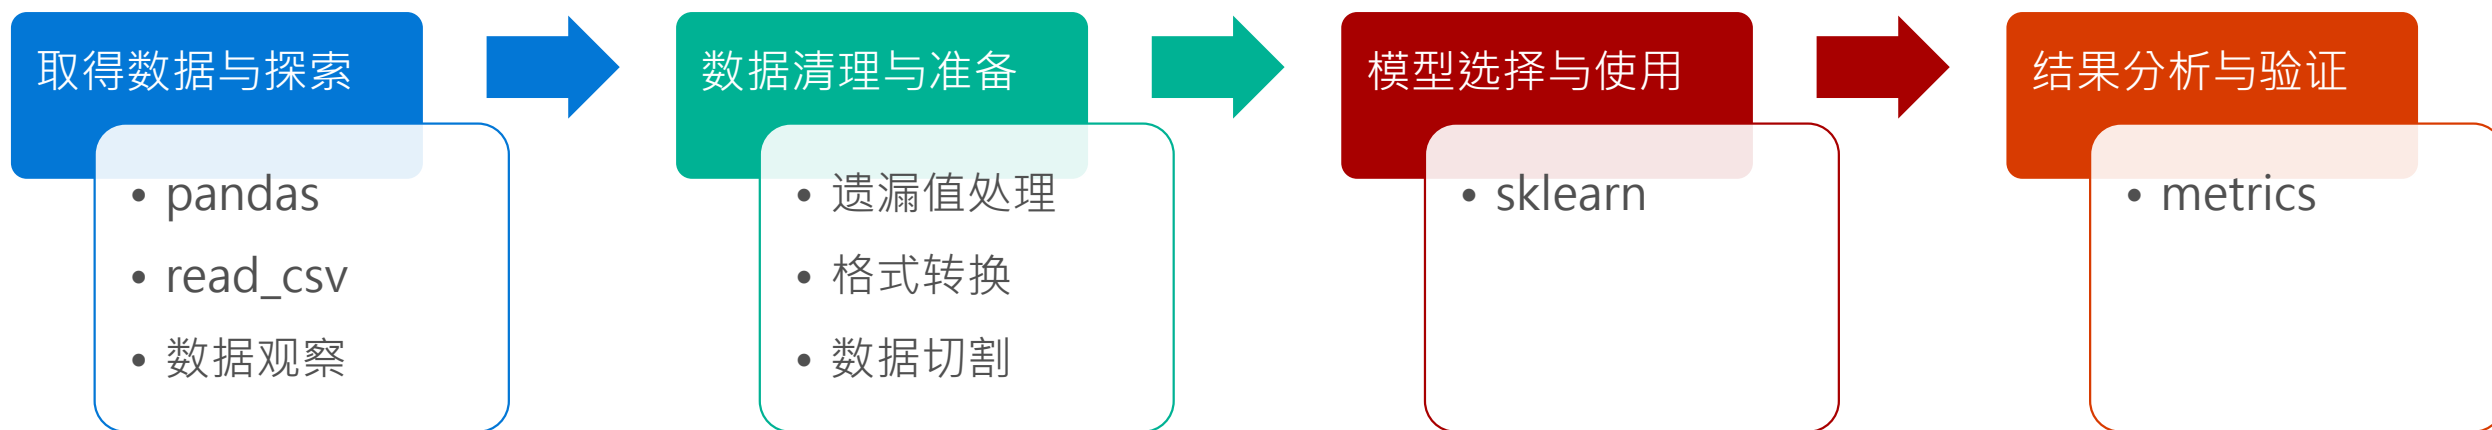 取得数据与探索
• pandas
• read_csv
• 数据观察
数据清理与准备
• 遗漏值处理
• 格式转换
• 数据切割
模型选择与使用
• sklearn
结果分析与验证
• metrics